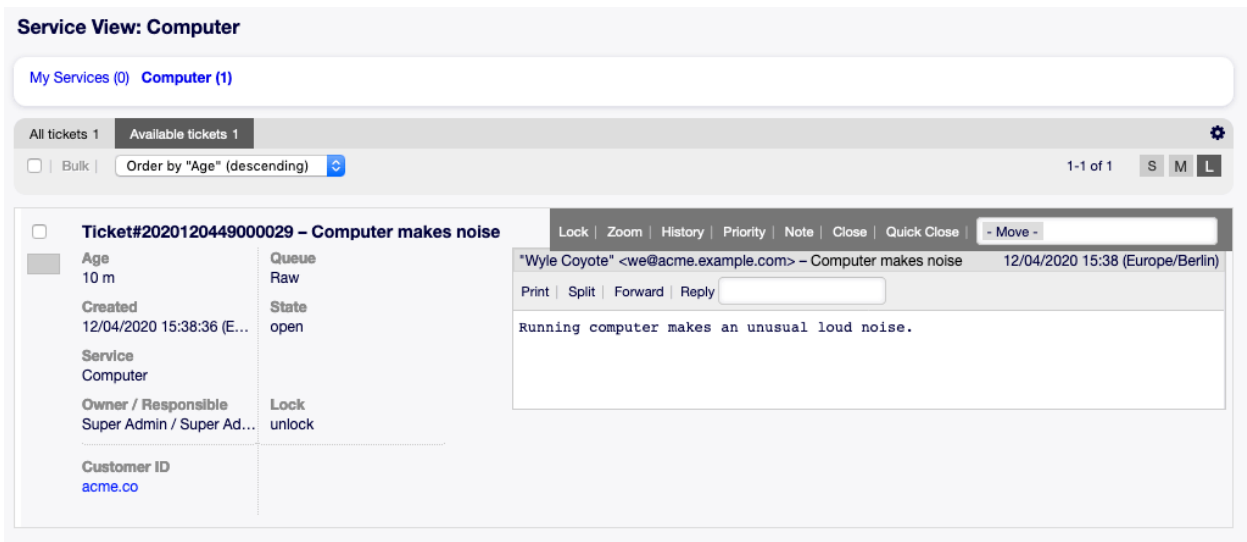 Service View: Computer
My Services (0) Computer (1)
All tickets 1 Available tickets 1
| Bulk | Order by "Age" (descending) 1-1 of 1 S M L
Ticket#2020120449000029 – Computer makes noise
Lock | Zoom | History | Priority | Note | Close | Quick Close | - Move -
Age Queue
10 m Raw
Created State
12/04/2020 15:38:36 (E... open
Service
Computer
Owner / Responsible Lock
Super Admin / Super Ad... unlock
Customer ID
acme.co
"Wyle Coyote" <we@acme.example.com> – Computer makes noise 12/04/2020 15:38 (Europe/Berlin)
Print | Split | Forward | Reply
Running computer makes an unusual loud noise.